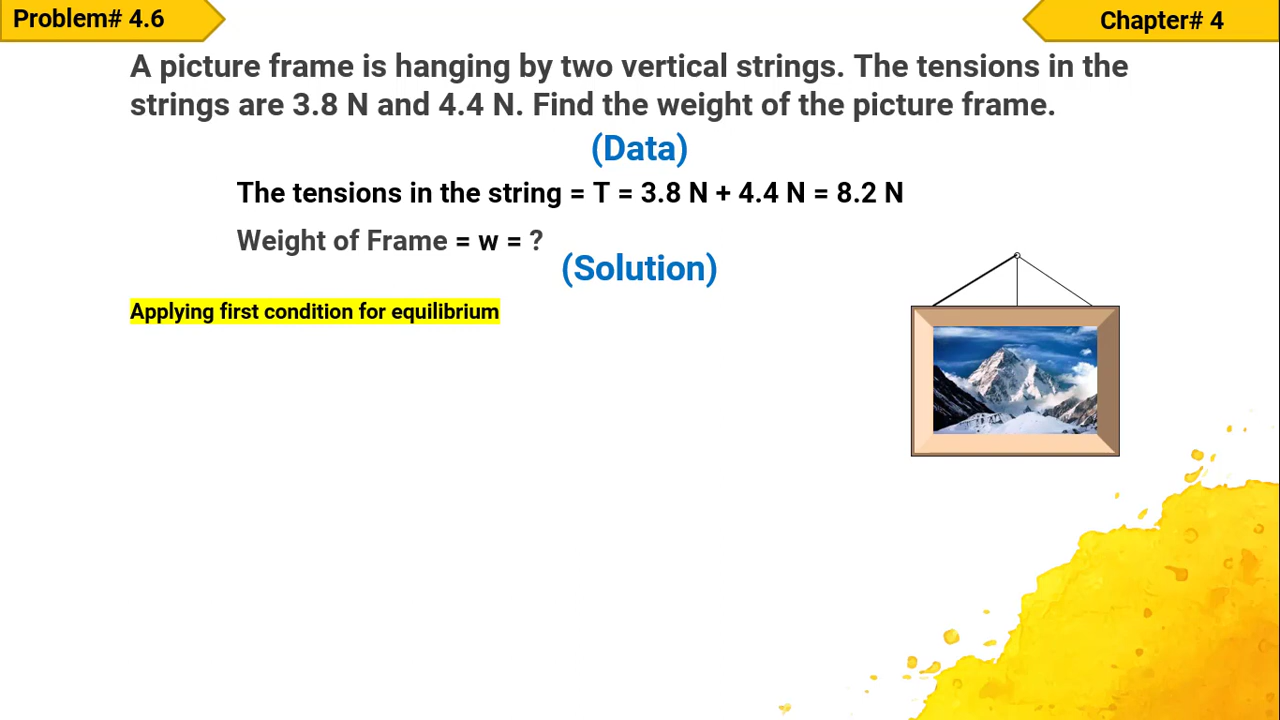 Problem# 4.6
Chapter# 4
A picture frame is hanging by two vertical strings. The tensions in the
strings are 3.8 N and 4.4 N. Find the weight of the picture frame.
(Data)
The tensions in the string = T = 3.8 N + 4.4 N = 8.2 N
Weight of Frame = w = ?
(Solution)
Applying first condition for equilibrium